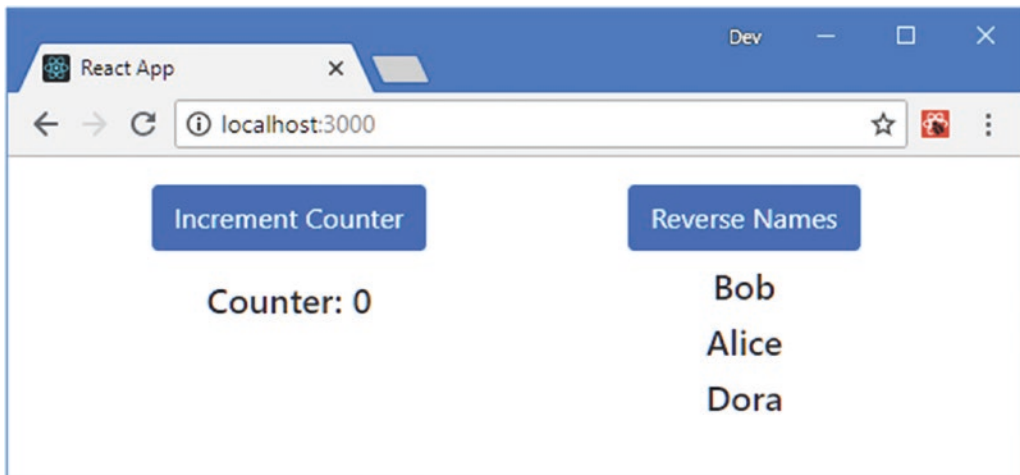 Dev
React App
localhost:3000
Increment Counter
Reverse Names
Counter: 0
Bob
Alice
Dora